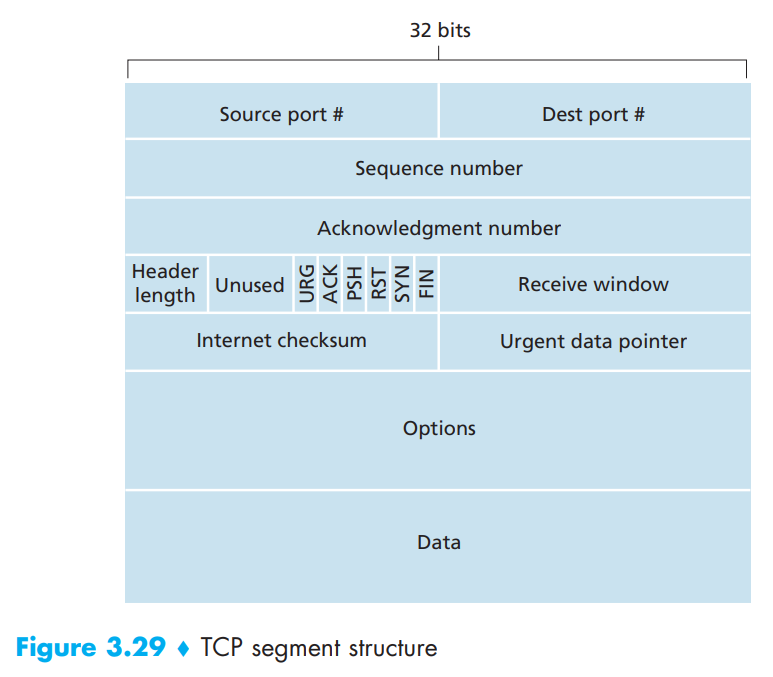 32 bits
Source port #
Dest port #
Sequence number
Acknowledgment number
Header
length
Unused
URG
ACK
PSH
RST
SYN
FIN
Receive window
Internet checksum
Urgent data pointer
Options
Data
Figure 3.29 ♦ TCP segment structure